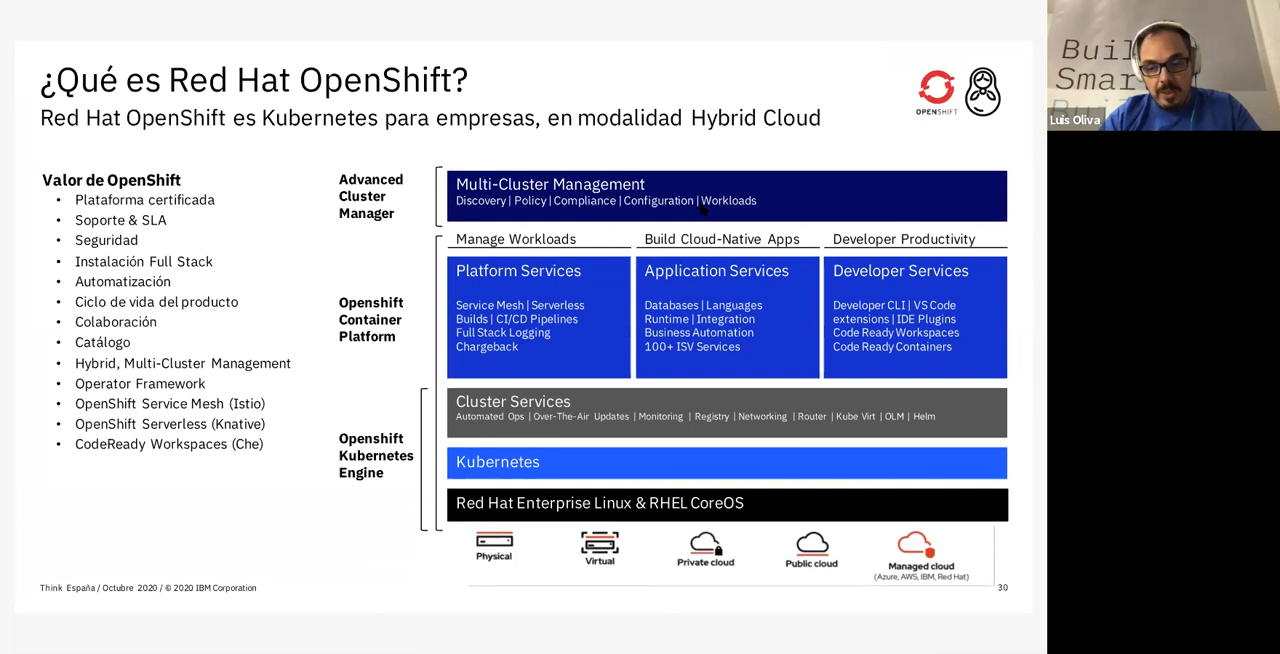 ¿Qué es Red Hat OpenShift?
Red Hat OpenShift es Kubernetes para empresas, en modalidad Hybrid Cloud
OPENSHIFT
Valor de OpenShift
• Plataforma certificada
• Soporte & SLA
• Seguridad
• Instalación Full Stack
• Automatización
• Ciclo de vida del producto
• Colaboración
• Catálogo
• Hybrid, Multi-Cluster Management
• Operator Framework
• OpenShift Service Mesh (Istio)
• OpenShift Serverless (Knative)
• CodeReady Workspaces (Che)
Advanced
Cluster
Manager
Multi-Cluster Management
Discovery | Policy | Compliance | Configuration | Workloads
Openshift
Container
Platform
Manage Workloads
Platform Services
Service Mesh | Serverless
Builds | CI/CD Pipelines
Full Stack Logging
Chargeback
Build Cloud-Native Apps
Application Services
Databases | Languages
Runtime | Integration
Business Automation
100+ ISV Services
Developer Productivity
Developer Services
Developer CLI | VS Code
extensions | IDE Plugins
Code Ready Workspaces
Code Ready Containers
Openshift
Kubernetes
Engine
Cluster Services
Automated Ops | Over-The-Air Updates | Monitoring | Registry | Networking | Router | Kube Virt | OLM | Helm
Kubernetes
Red Hat Enterprise Linux & RHEL CoreOS
Physical
Virtual
Private cloud
Public cloud
Managed cloud
(Azure, AWS, IBM, Red Hat)
Think España / Octubre 2020 / © 2020 IBM Corporation
30
Luis Oliva